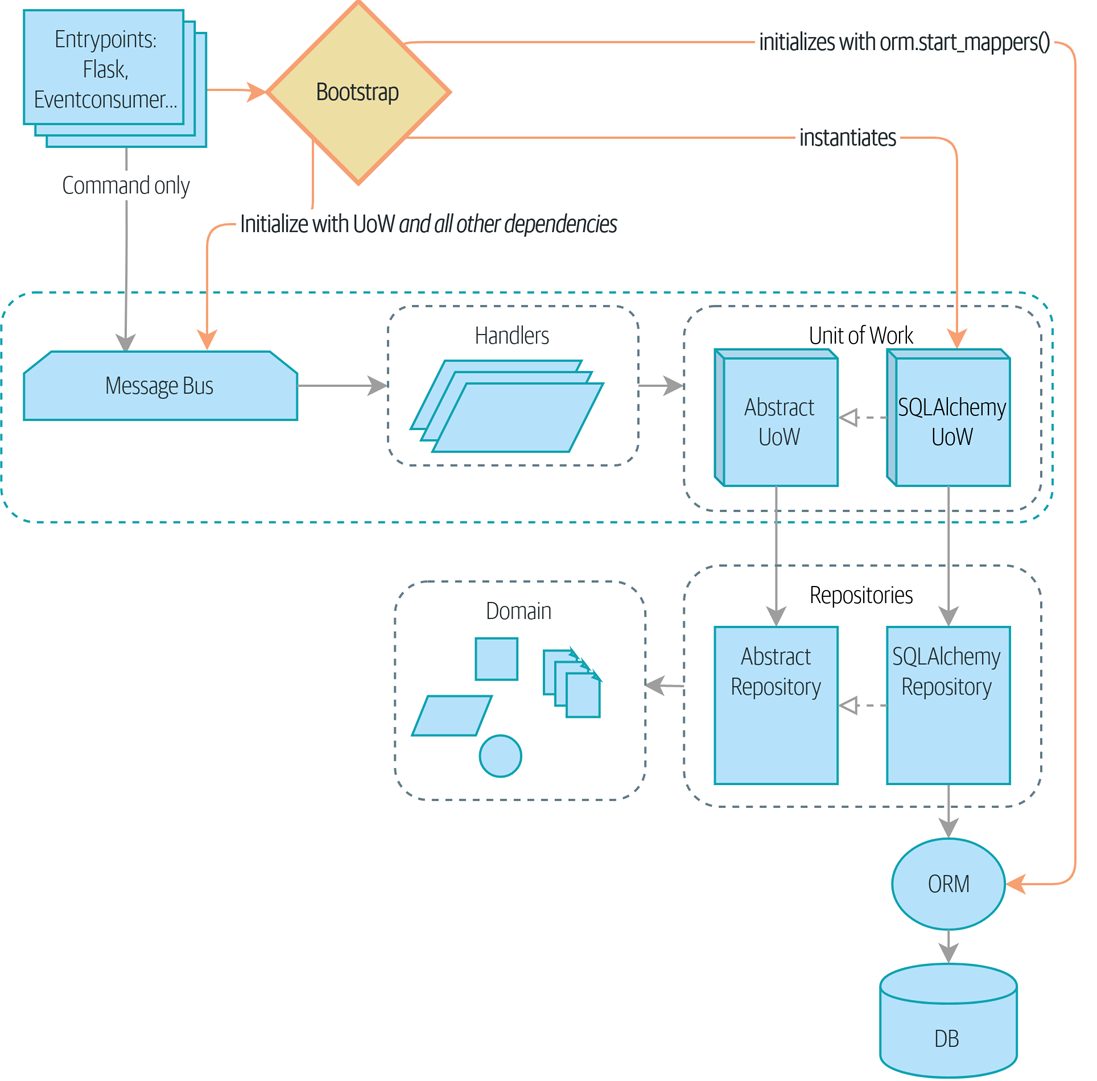 Entrypoints:
Flask,
Eventconsumer...
Bootstrap
initializes with orm.start_mappers()
instantiates
Command only
Initialize with UoW and all other dependencies
Message Bus
Handlers
Unit of Work
Abstract
UoW
SQLAlchemy
UoW
Domain
Repositories
Abstract
Repository
SQLAlchemy
Repository
ORM
DB